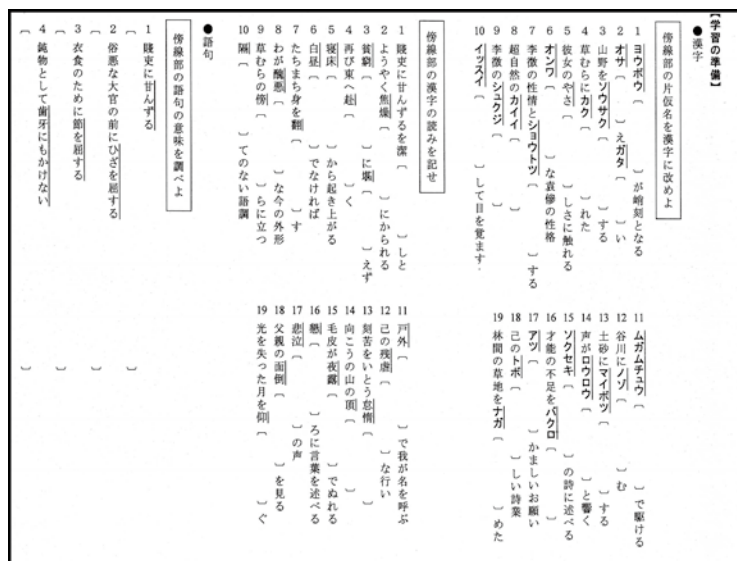 【学習の準備】
●漢字
傍線部の片仮名を漢字に改めよ
1 ヨウボウ〔 〕が峭刻となる
2 オサ〔 〕えガタ〔 〕い
3 山野をソウサク〔 〕する
4 草むらにカク〔 〕れた
5 彼女のやさ〔 〕しさに触れる
6 オンワ〔 〕な袁傪の性格
7 李徴の性情とショウトツ〔 〕する
8 超自然のカイイ〔 〕
9 李徴のシュクジ〔 〕
10 イッスイ〔 〕して目を覚ます.
11 ムガムチュウ〔 〕で駆ける
12 谷川にノゾ〔 〕む
13 土砂にマイボツ〔 〕する
14 声がロウロウ〔 〕と響く
15 ソクセキ〔 〕の詩に述べる
16 才能の不足をバクロ〔 〕
17 アツ〔 〕かましいお願い
18 己のトボ〔 〕しい詩業
19 林間の草地をナガ〔 〕めた
傍線部の漢字の読みを記せ
1 賤吏に甘んずるを潔〔 〕しと
2 ようやく焦燥〔 〕にかられる
3 貧窮〔 〕に堪〔 〕えず
4 再び東へ赴〔 〕く
5 寝床〔 〕から起き上がる
6 白昼〔 〕でなければ
7 たちまち身を翻〔 〕す
8 わが醜悪〔 〕な今の外形
9 草むらの傍〔 〕らに立つ
10 隔〔 〕てのない語調
11 戸外〔 〕で我が名を呼ぶ
12 己の残虐〔 〕な行い
13 刻苦をいとう怠惰〔 〕
14 向こうの山の頂〔 〕
15 毛皮が夜露〔 〕でぬれる
16 懇〔 〕ろに言葉を述べる
17 悲泣〔 〕の声
18 父親の面倒〔 〕を見る
19 光を失った月を仰〔 〕ぐ
●語句
傍線部の語句の意味を調べよ
1 賤吏に甘んずる
〔 〕
2 俗悪な大官の前にひざを屈する
〔 〕
3 衣食のために節を屈する
〔 〕
4 鈍物として歯牙にもかけない
〔 〕